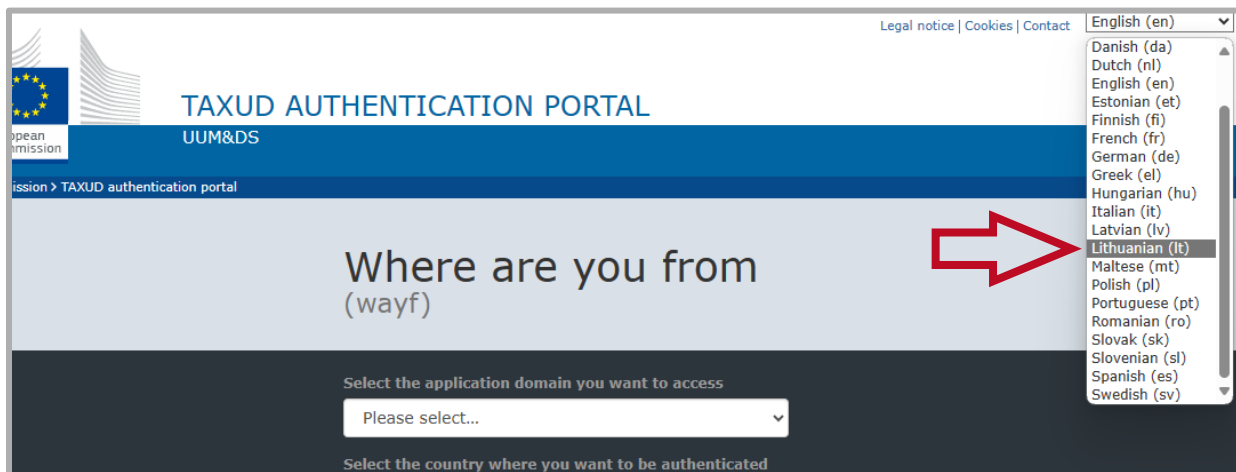 Legal notice | Cookies | Contact
English (en)
Danish (da)
Dutch (nl)
English (en)
Estonian (et)
Finnish (fi)
French (fr)
German (de)
Greek (el)
Hungarian (hu)
Italian (it)
Latvian (lv)
Lithuanian (lt)
Maltese (mt)
Polish (pl)
Portuguese (pt)
Romanian (ro)
Slovak (sk)
Slovenian (sl)
Spanish (es)
Swedish (sv)
TAXUD AUTHENTICATION PORTAL
opean
mmission
UUM&DS
ission > TAXUD authentication portal
Where are you from
(wayf)
Select the application domain you want to access
Please select...
Select the country where you want to be authenticated